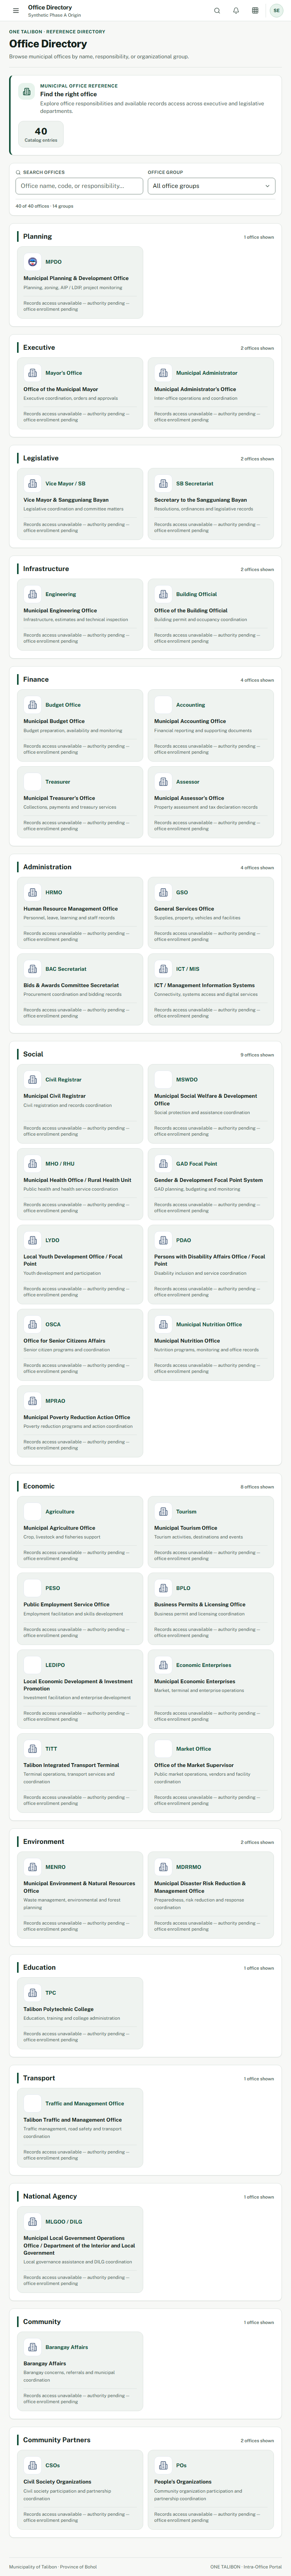 Office Directory
Synthetic Phase A Organization
SE
ONE TALIBON · REFERENCE DIRECTORY
Office Directory
Browse municipal offices by name, responsibility, or organizational group.
MUNICIPAL OFFICE REFERENCE
Find the right office
Explore office responsibilities and available records access across executive and legislative
departments.
40
Catalog entries
SEARCH OFFICES
OFFICE GROUP
Office name, code, or responsibility...
All office groups
40 of 40 offices · 14 groups
Planning
1 office shown
MPDO
Municipal Planning & Development Office
Planning, zoning, AIP / LDIP, project monitoring
Records access unavailable — authority pending —
office enrollment pending
Executive
2 offices shown
Mayor's Office
Office of the Municipal Mayor
Executive coordination, orders and approvals
Records access unavailable — authority pending —
office enrollment pending
Municipal Administrator
Municipal Administrator's Office
Inter-office operations and coordination
Records access unavailable — authority pending —
office enrollment pending
Legislative
2 offices shown
Vice Mayor / SB
Vice Mayor & Sangguniang Bayan
Legislative coordination and committee matters
Records access unavailable — authority pending —
office enrollment pending
SB Secretariat
Secretary to the Sangguniang Bayan
Resolutions, ordinances and legislative records
Records access unavailable — authority pending —
office enrollment pending
Infrastructure
2 offices shown
Engineering
Municipal Engineering Office
Infrastructure, estimates and technical inspection
Records access unavailable — authority pending —
office enrollment pending
Building Official
Office of the Building Official
Building permit and occupancy coordination
Records access unavailable — authority pending —
office enrollment pending
Finance
4 offices shown
Budget Office
Municipal Budget Office
Budget preparation, availability and monitoring
Records access unavailable — authority pending —
office enrollment pending
Accounting
Municipal Accounting Office
Financial reporting and supporting documents
Records access unavailable — authority pending —
office enrollment pending
Treasurer
Municipal Treasurer's Office
Collections, payments and treasury services
Records access unavailable — authority pending —
office enrollment pending
Assessor
Municipal Assessor's Office
Property assessment and tax declaration records
Records access unavailable — authority pending —
office enrollment pending
Administration
4 offices shown
HRMO
Human Resource Management Office
Personnel, leave, learning and staff records
Records access unavailable — authority pending —
office enrollment pending
GSO
General Services Office
Supplies, property, vehicles and facilities
Records access unavailable — authority pending —
office enrollment pending
BAC Secretariat
Bids & Awards Committee Secretariat
Procurement coordination and bidding records
Records access unavailable — authority pending —
office enrollment pending
ICT / MIS
ICT / Management Information Systems
Connectivity, systems access and digital services
Records access unavailable — authority pending —
office enrollment pending
Social
9 offices shown
Civil Registrar
Municipal Civil Registrar
Civil registration and records coordination
Records access unavailable — authority pending —
office enrollment pending
MSWDO
Municipal Social Welfare & Development
Office
Social protection and assistance coordination
Records access unavailable — authority pending —
office enrollment pending
MHO / RHU
Municipal Health Office / Rural Health Unit
Public health and health service coordination
Records access unavailable — authority pending —
office enrollment pending
GAD Focal Point
Gender & Development Focal Point System
GAD planning, budgeting and monitoring
Records access unavailable — authority pending —
office enrollment pending
LYDO
Local Youth Development Office / Focal
Point
Youth development and participation
Records access unavailable — authority pending —
office enrollment pending
PDAO
Persons with Disability Affairs Office / Focal
Point
Disability inclusion and service coordination
Records access unavailable — authority pending —
office enrollment pending
OSCA
Office for Senior Citizens Affairs
Senior citizen programs and coordination
Records access unavailable — authority pending —
office enrollment pending
Municipal Nutrition Office
Municipal Nutrition Office
Nutrition programs, monitoring and office records
Records access unavailable — authority pending —
office enrollment pending
MPRAO
Municipal Poverty Reduction Action Office
Poverty reduction programs and action coordination
Records access unavailable — authority pending —
office enrollment pending
Economic
8 offices shown
Agriculture
Municipal Agriculture Office
Crop, livestock and fisheries support
Records access unavailable — authority pending —
office enrollment pending
Tourism
Municipal Tourism Office
Tourism activities, destinations and events
Records access unavailable — authority pending —
office enrollment pending
PESO
Public Employment Service Office
Employment facilitation and skills development
Records access unavailable — authority pending —
office enrollment pending
BPLO
Business Permits & Licensing Office
Business permit and licensing coordination
Records access unavailable — authority pending —
office enrollment pending
LEDIPO
Local Economic Development & Investment
Promotion
Investment facilitation and enterprise development
Records access unavailable — authority pending —
office enrollment pending
Economic Enterprises
Municipal Economic Enterprises
Market, terminal and enterprise operations
Records access unavailable — authority pending —
office enrollment pending
TITT
Talibon Integrated Transport Terminal
Terminal operations, transport services and
coordination
Records access unavailable — authority pending —
office enrollment pending
Market Office
Office of the Market Supervisor
Public market operations, vendors and facility
coordination
Records access unavailable — authority pending —
office enrollment pending
Environment
2 offices shown
MENRO
Municipal Environment & Natural Resources
Office
Waste management, environmental and forest
planning
Records access unavailable — authority pending —
office enrollment pending
MDRRMO
Municipal Disaster Risk Reduction &
Management Office
Preparedness, risk reduction and response
coordination
Records access unavailable — authority pending —
office enrollment pending
Education
1 office shown
TPC
Talibon Polytechnic College
Education, training and college administration
Records access unavailable — authority pending —
office enrollment pending
Transport
1 office shown
Traffic and Management Office
Talibon Traffic and Management Office
Traffic management, road safety and transport
coordination
Records access unavailable — authority pending —
office enrollment pending
National Agency
1 office shown
MLGOO / DILG
Municipal Local Government Operations
Office / Department of the Interior and Local
Government
Local governance assistance and DILG coordination
Records access unavailable — authority pending —
office enrollment pending
Community
1 office shown
Barangay Affairs
Barangay Affairs
Barangay concerns, referrals and municipal
coordination
Records access unavailable — authority pending —
office enrollment pending
Community Partners
2 offices shown
CSOs
Civil Society Organizations
Civil society participation and partnership
coordination
Records access unavailable — authority pending —
office enrollment pending
POs
People's Organizations
Community organization participation and
partnership coordination
Records access unavailable — authority pending —
office enrollment pending
Municipality of Talibon · Province of Bohol
ONE TALIBON · Intra-Office Portal